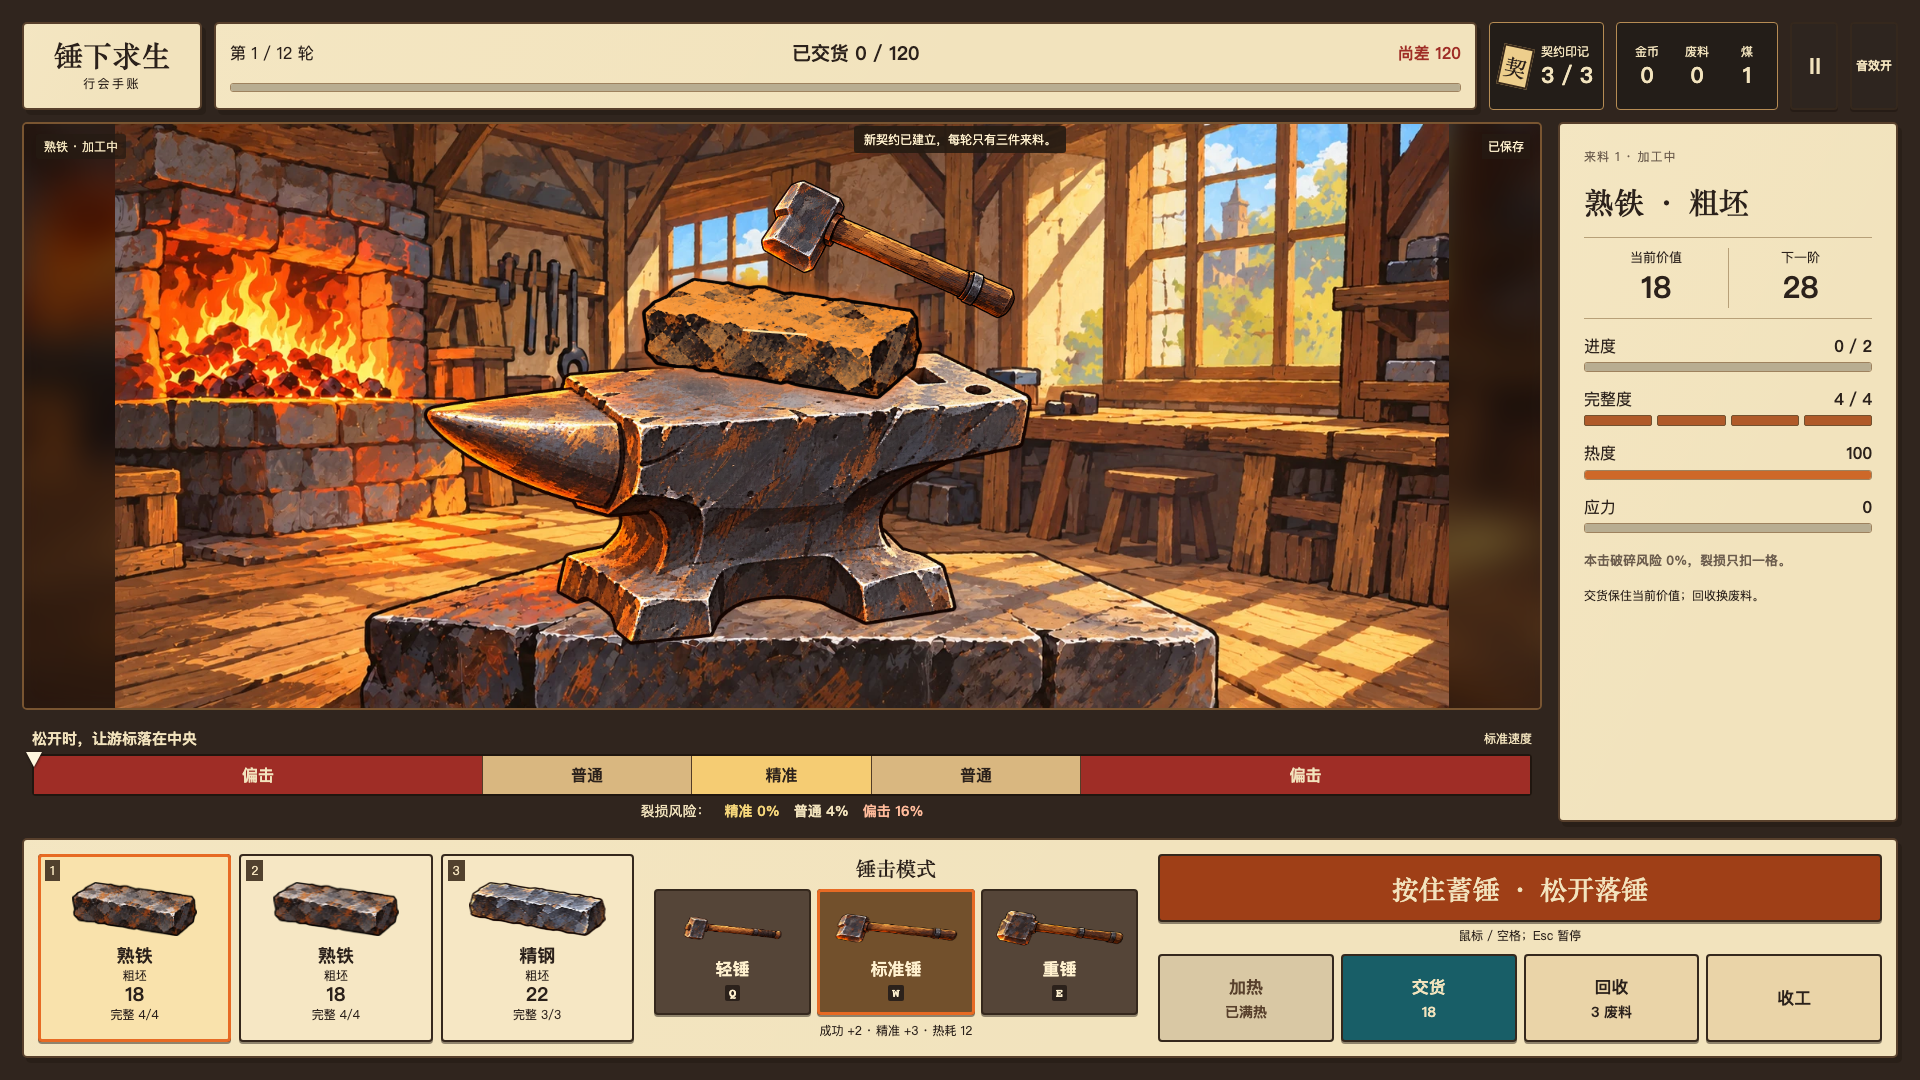 锤下求生
行会手账
第 1 / 12 轮
已交货 0 / 120
尚差 120
契
契约印记
3 / 3
金币 废料 煤
0 0 1
音效开
熟铁 · 加工中
新契约已建立，每轮只有三件来料。
已保存
来料 1 · 加工中
熟铁 · 粗坯
当前价值 下一阶
18 28
进度 0 / 2
完整度 4 / 4
热度 100
应力 0
本击破碎风险 0%，裂损只扣一格。
交货保住当前价值；回收换废料。
松开时，让游标落在中央
标准速度
偏击 普通 精准 普通 偏击
裂损风险： 精准 0% 普通 4% 偏击 16%
1
熟铁
粗坯
18
完整 4/4
2
熟铁
粗坯
18
完整 4/4
3
精钢
粗坯
22
完整 3/3
锤击模式
轻锤
Q
标准锤
W
重锤
E
成功 +2 · 精准 +3 · 热耗 12
按住蓄锤 · 松开落锤
鼠标 / 空格；Esc 暂停
加热
已满热
交货
18
回收
3 废料
收工